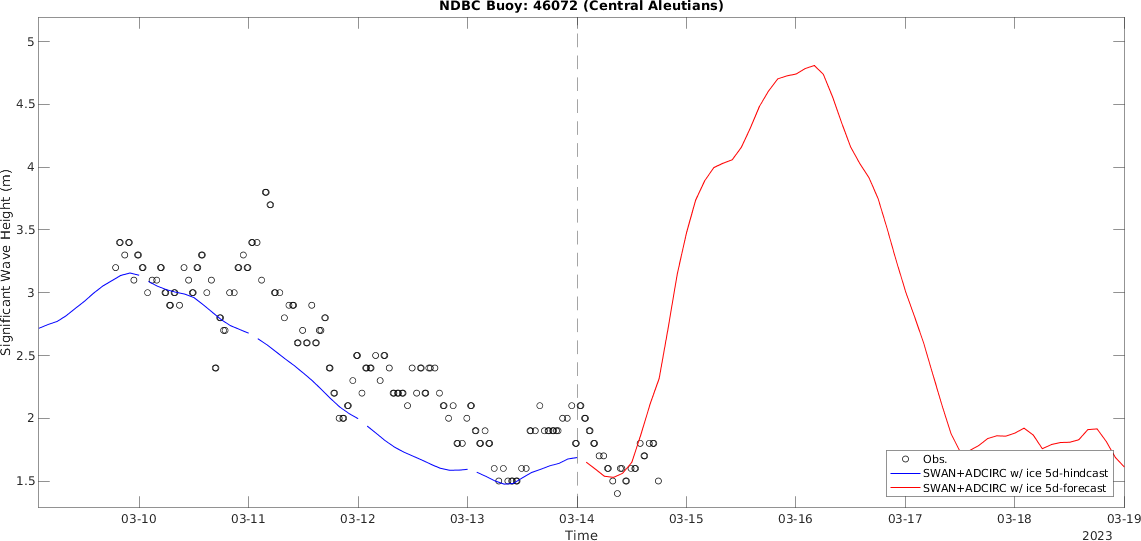 NDBC Buoy: 46072 (Central Aleutians)
5
4.5
4
3.5
3
2.5
2
1.5
Significant Wave Height (m)
Obs.
SWAN+ADCIRC w/ ice 5d-hindcast
SWAN+ADCIRC w/ ice 5d-forecast
03-10 03-11 03-12 03-13 03-14 03-15 03-16 03-17 03-18 03-19
Time
2023